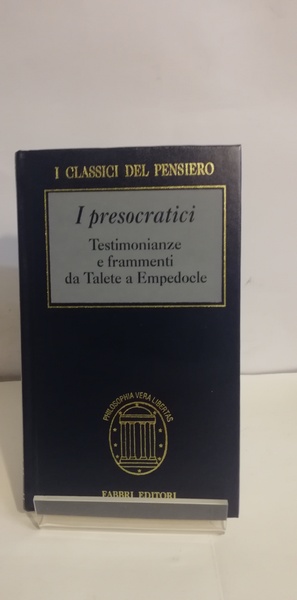 I CLASSICI DEL PENSIERO
I presocratici
Testimonianze
e frammenti
da Talete a Empedocle
PHILOSOPHIA VERA LIBERTAS
FABBRI EDITORI